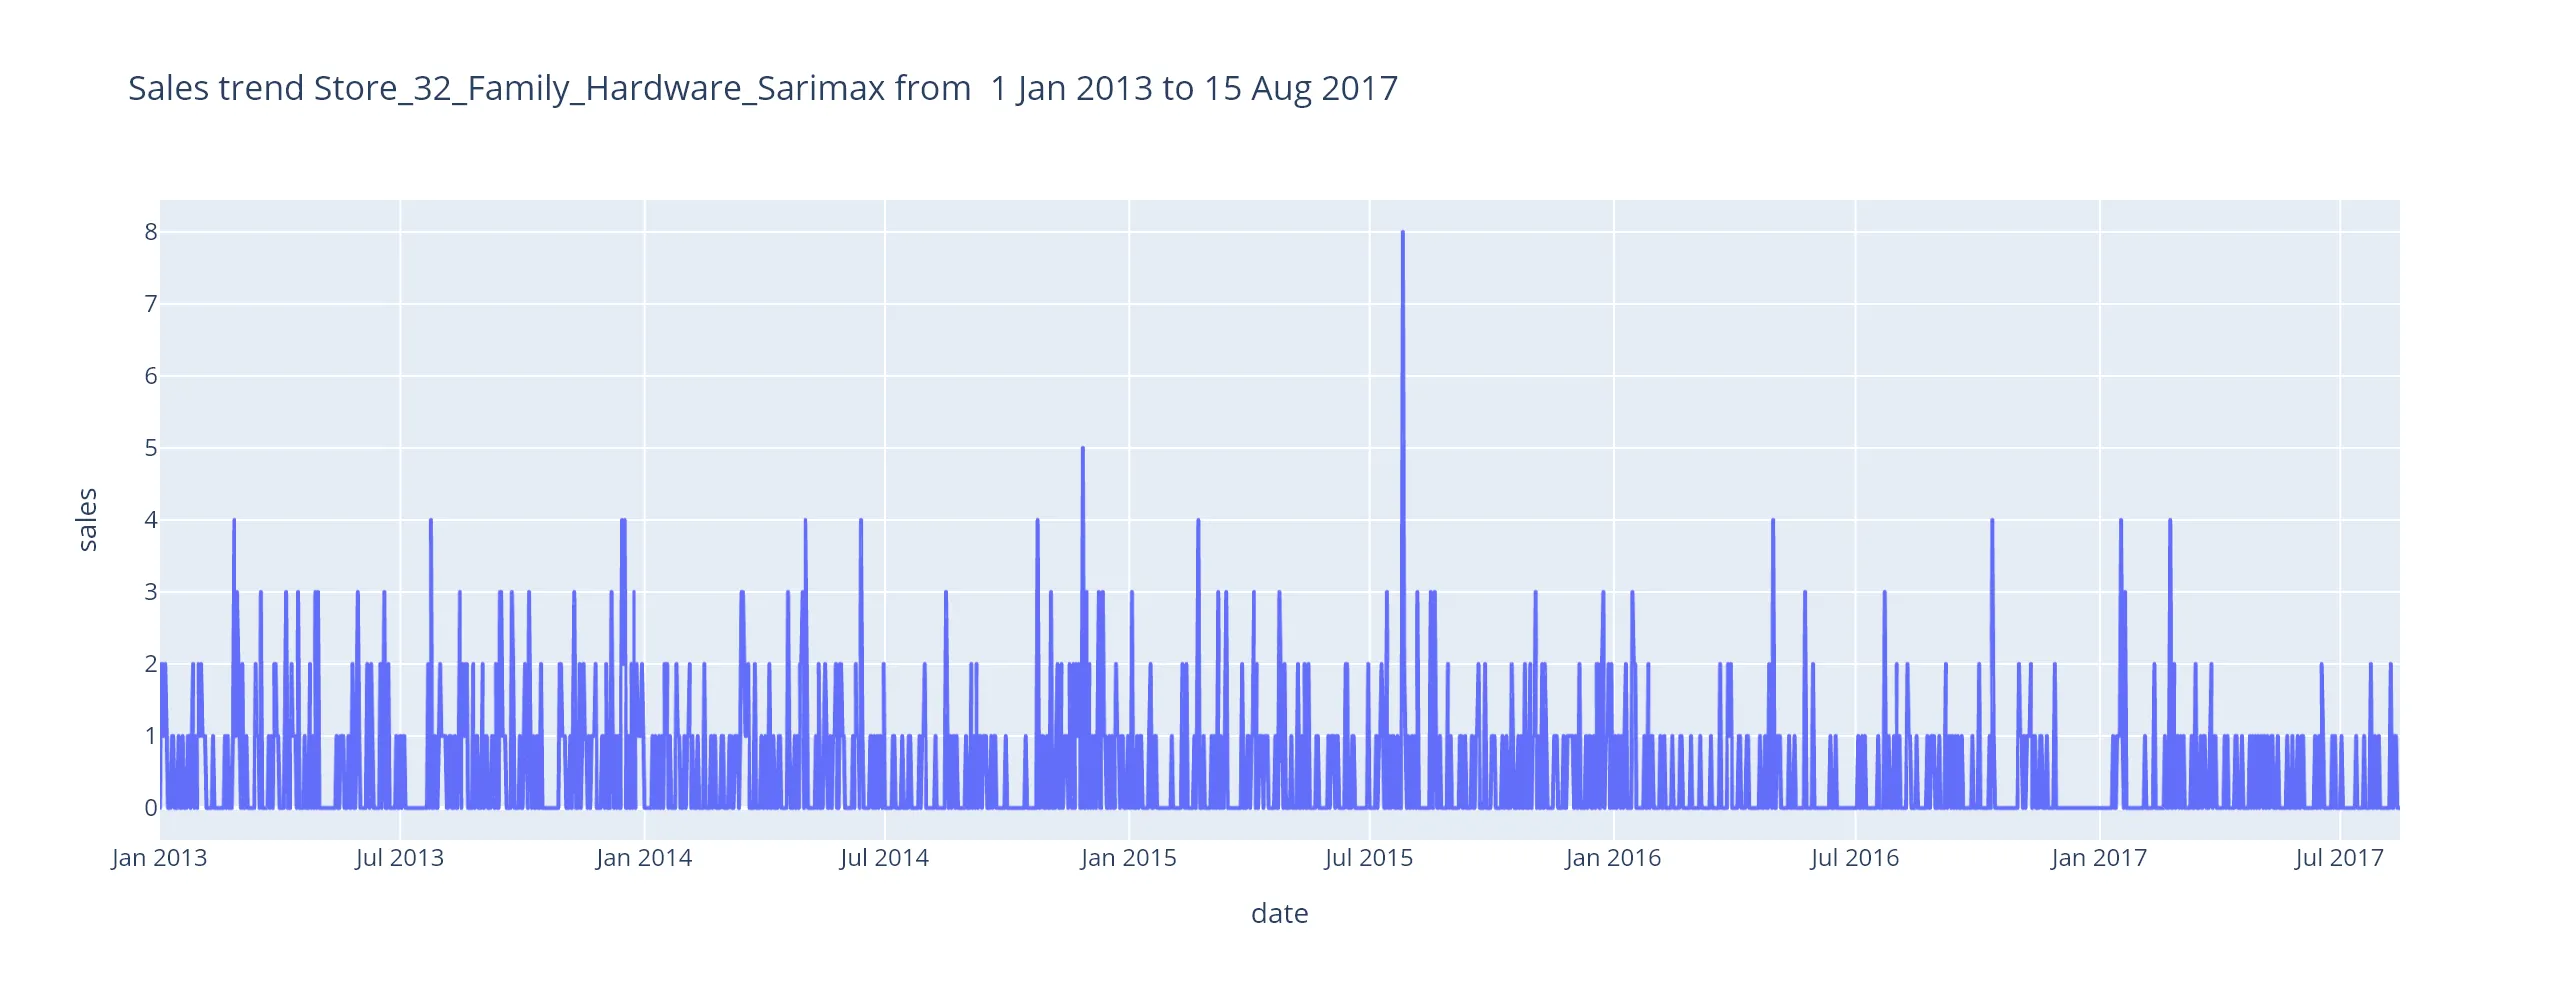 Sales trend Store_32_Family_Hardware_Sarimax from  1 Jan 2013 to 15 Aug 2017
8
7
6
5
4
3
2
1
0
sales
Jan 2013 Jul 2013 Jan 2014 Jul 2014 Jan 2015 Jul 2015 Jan 2016 Jul 2016 Jan 2017 Jul 2017
date